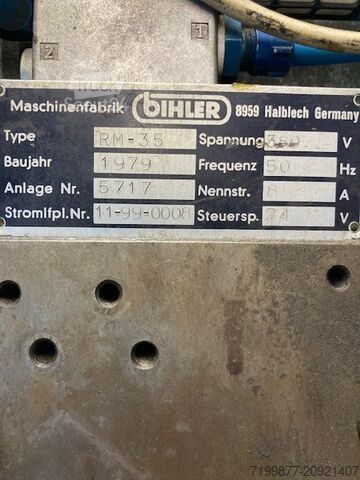 1
2
Maschinenfabrik BIHLER 8959 Halblech Germany
Type RM-35 Spannung 380 V
Baujahr 1979 Frequenz 50 Hz
Anlage Nr. 5717 Nennstr. 8 A
Stromlfpl.Nr. 11-99-0008 Steuersp. 24 V
7199877-20921407